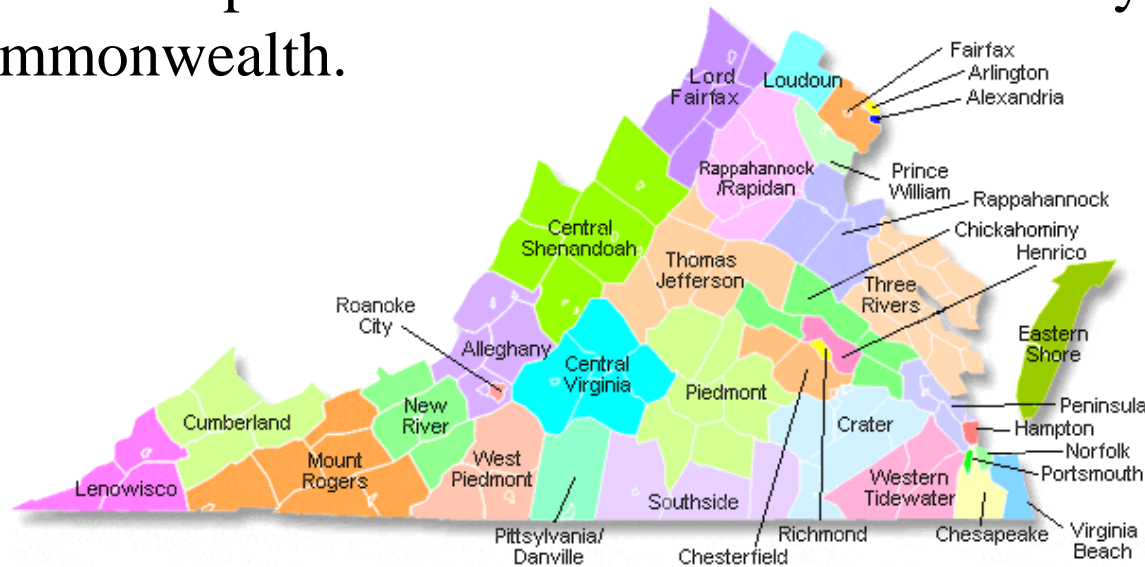 mmonwealth.
Fairfax
Arlington
Alexandria
Lord
Fairfax
Loudoun
Rappahannock
/Rapidan
Prince
William
Rappahannock
Chickahominy
Henrico
Central
Shenandoah
Thomas
Jefferson
Three
Rivers
Roanoke
City
Alleghany
Central
Virginia
Eastern
Shore
Cumberland
New
River
Piedmont
Crater
Peninsula
Hampton
Norfolk
Portsmouth
Lenowisco
Mount
Rogers
West
Piedmont
Southside
Western
Tidewater
Pittsylvania/
Danville
Chesterfield
Richmond
Chesapeake
Virginia
Beach